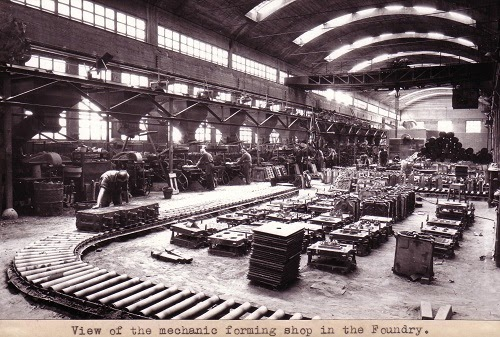 View of the mechanic forming shop in the Foundry.